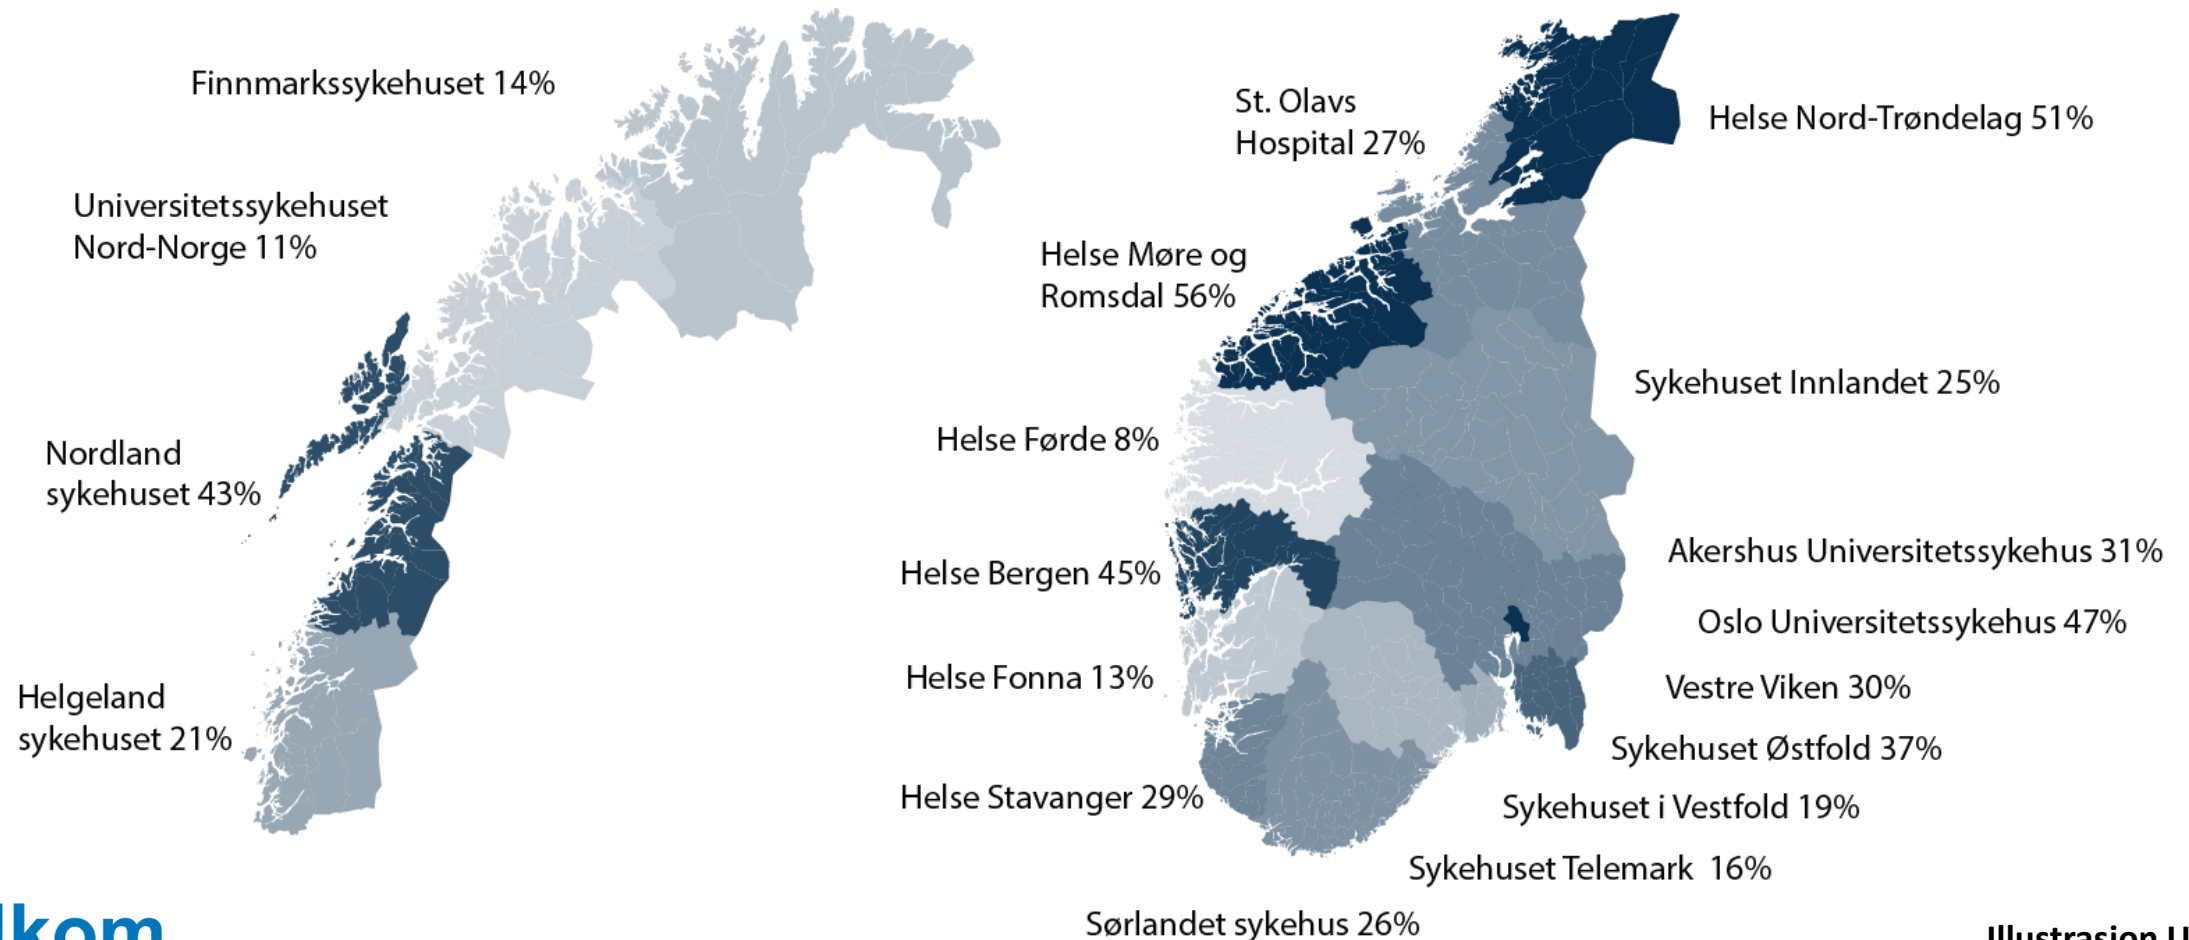 Finnmarkssykehuset 14%
Universitetssykehuset
Nord-Norge 11%
Nordland
sykehuset 43%
Helgeland
sykehuset 21%
St. Olavs
Hospital 27%
Helse Nord-Trøndelag 51%
Helse Møre og
Romsdal 56%
Sykehuset Innlandet 25%
Helse Førde 8%
Akershus Universitetssykehus 31%
Helse Bergen 45%
Oslo Universitetssykehus 47%
Helse Fonna 13%
Vestre Viken 30%
Sykehuset Østfold 37%
Helse Stavanger 29%
Sykehuset i Vestfold 19%
Sykehuset Telemark 16%
Sørlandet sykehus 26%
Illustrasjon